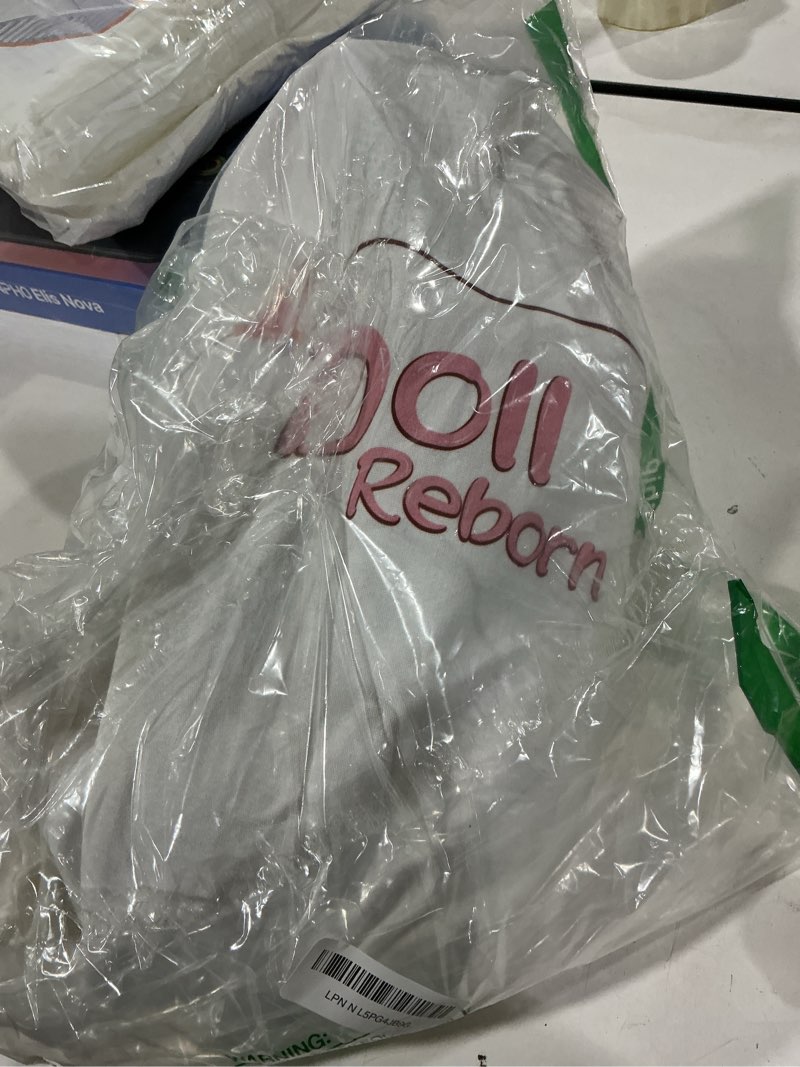 PHO Elis Nova
Doll
Reborn
WARNING: